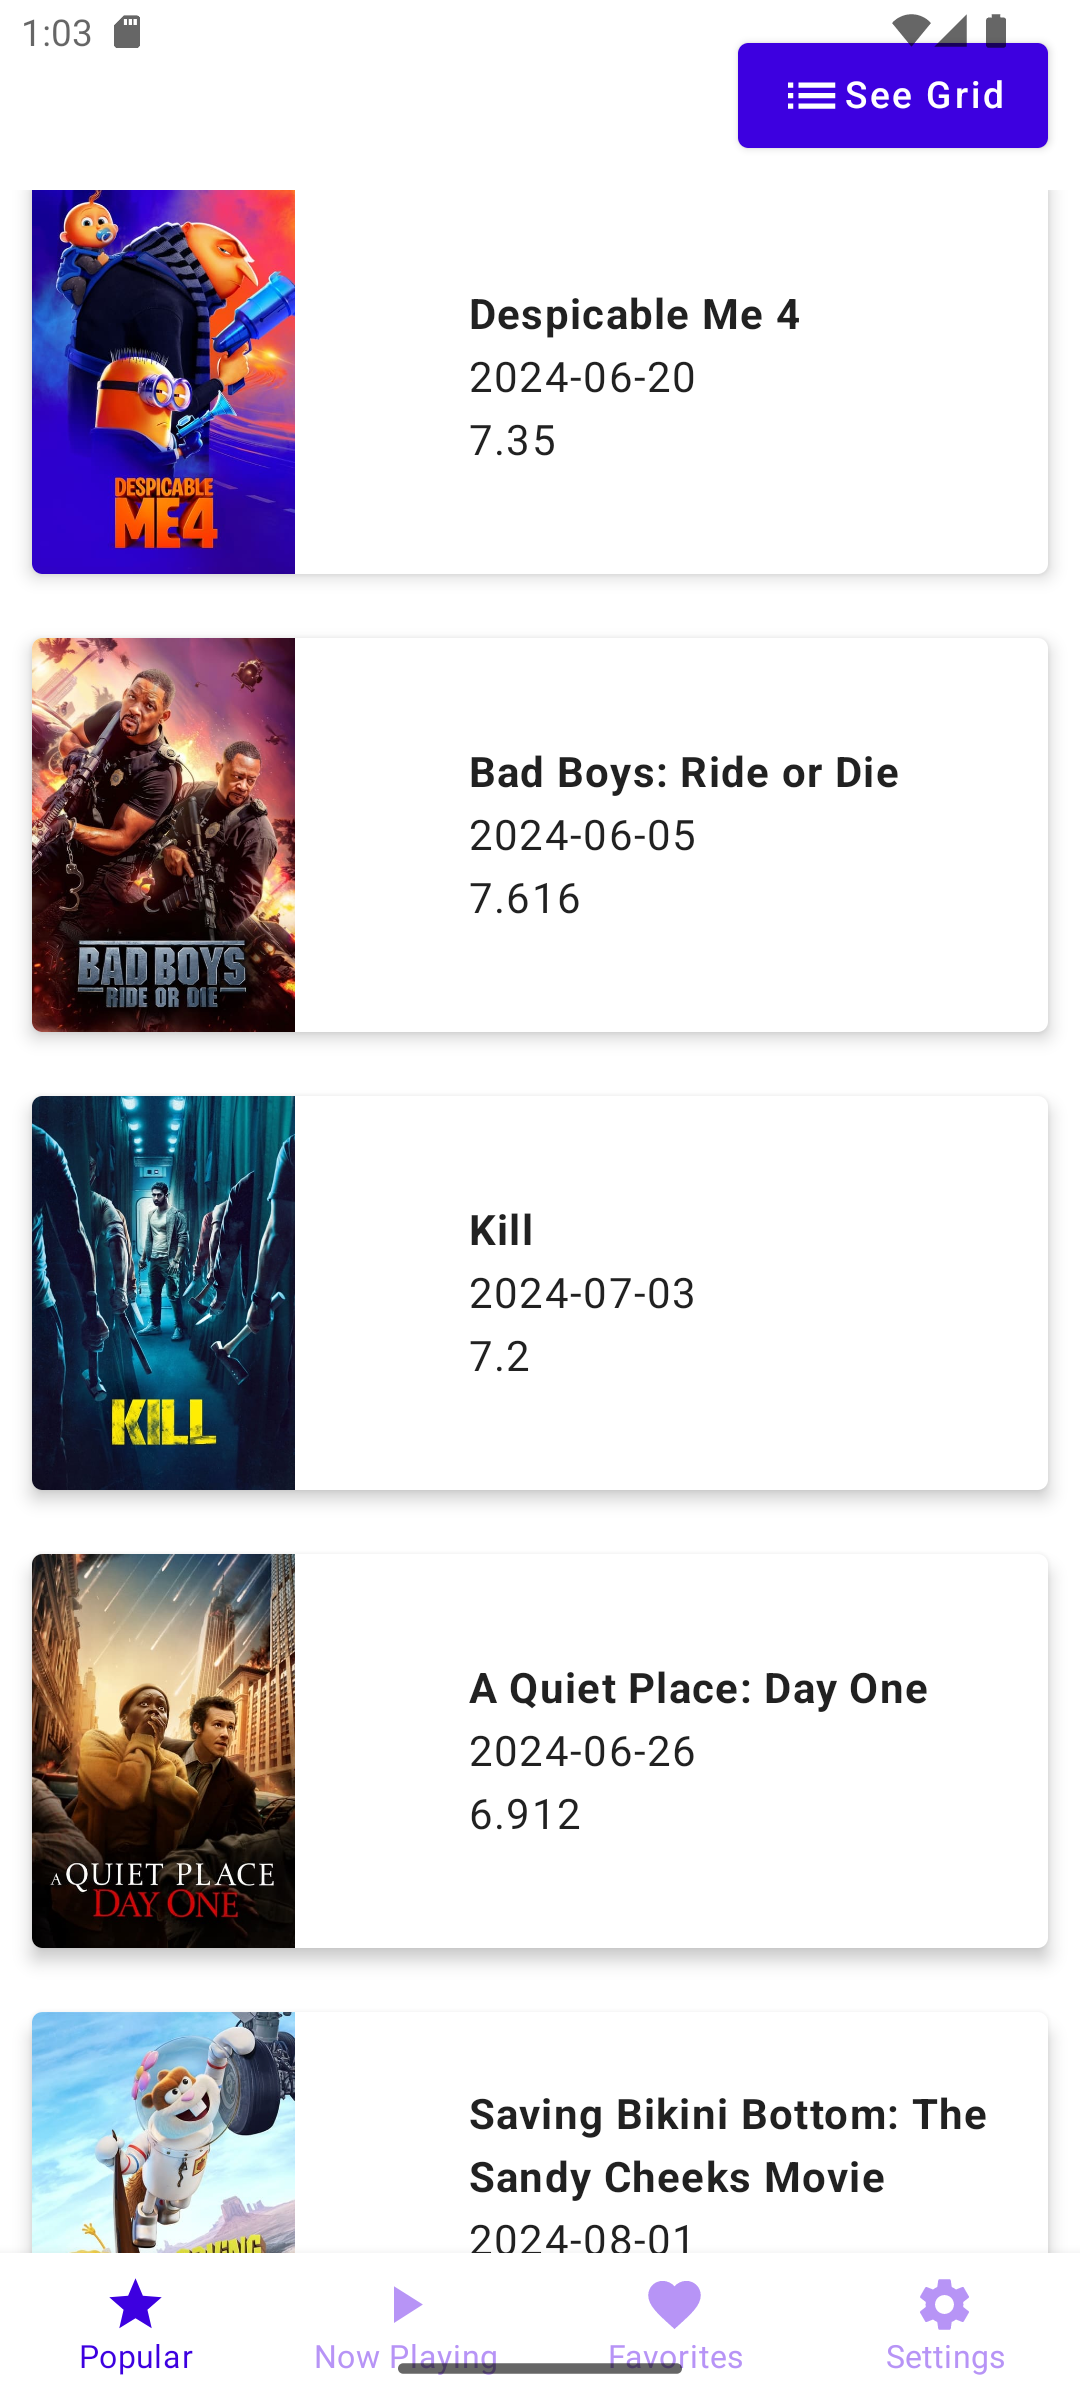 1:03
See Grid
DESPICABLE
ME4
Despicable Me 4
2024-06-20
7.35
BAD BOYS
RIDE OR DIE
Bad Boys: Ride or Die
2024-06-05
7.616
KILL
Kill
2024-07-03
7.2
A QUIET PLACE
DAY ONE
A Quiet Place: Day One
2024-06-26
6.912
Saving Bikini Bottom: The
Sandy Cheeks Movie
2024-08-01
Popular
Now Playing
Favorites
Settings